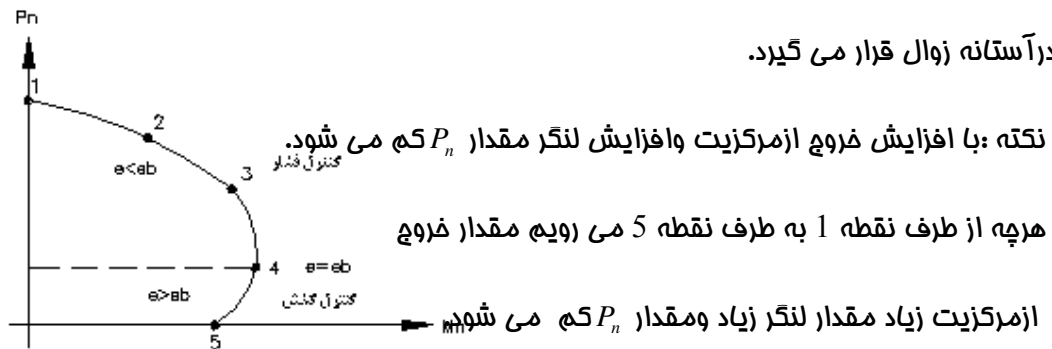 Pn
درآستانه زوال قرار می گیرد.
1
2
e<eb
3
کنترل فشار
نکته :با افزایش خروج ازمرکزیت وافزایش لنگر مقدار Pn کم می شود.
هرچه از طرف نقطه 1 به طرف نقطه 5 می رویم مقدار خروج
4
e=eb
e>eb
کنترل کشش
ازمرکزیت زیاد مقدار لنگر زیاد ومقدار Pn کم می شود.
5